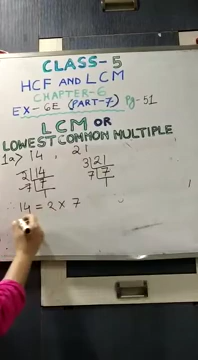 CLASS-5
HCF AND LCM
CHAPTER-6
EX-6E (PART-7) Pg-51
LCM OR
LOWEST COMMON MULTIPLE
1a> 14 , 21
2|14 3|21
7|7 7|7
1 1
∴ 14 = 2 × 7